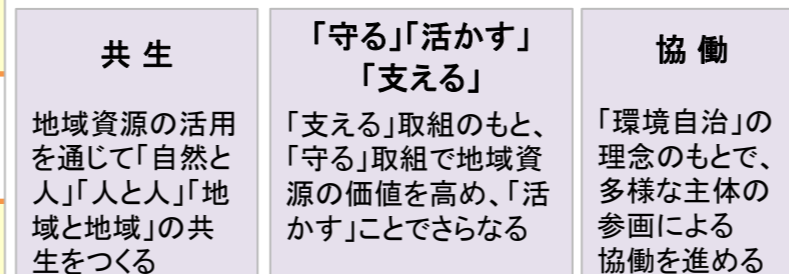 共 生
地域資源の活用
を通じて「自然と
人」「人と人」「地
域と地域」の共
生をつくる
「守る」「活かす」
「支える」
「支える」取組のもと、
「守る」取組で地域資
源の価値を高め、「活
かす」ことでさらなる
協 働
「環境自治」の
理念のもとで、
多様な主体の
参画による
協働を進める